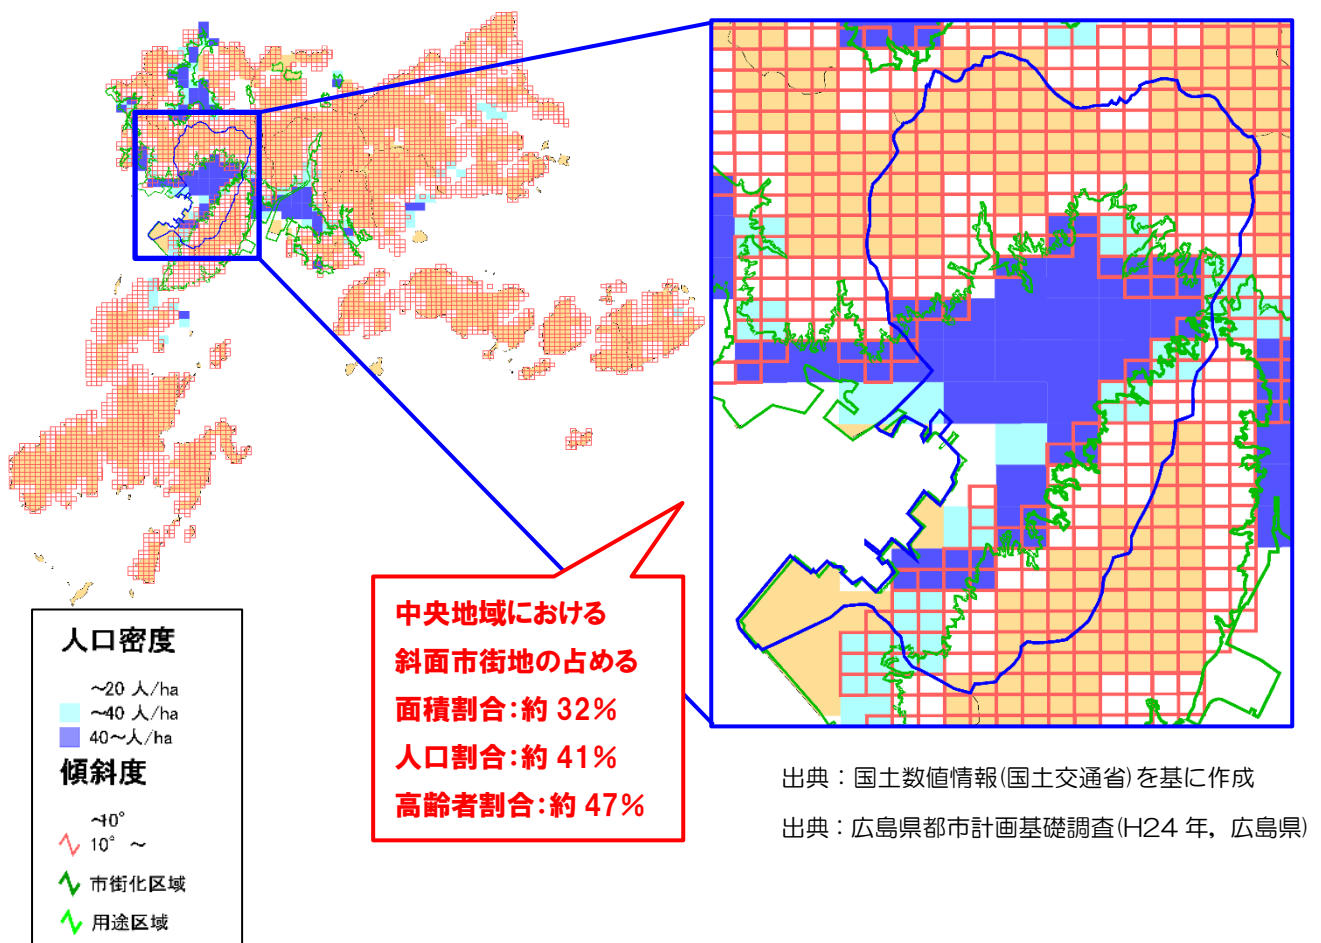 中央地域における
斜面市街地の占める
面積割合：約 32%
人口割合：約 41%
高齢者割合：約 47%
人口密度
～20 人/ha
～40 人/ha
40～人/ha
傾斜度
～10°
10° ～
市街化区域
用途区域
出典：国土数値情報(国土交通省)を基に作成
出典：広島県都市計画基礎調査(H24 年，広島県)